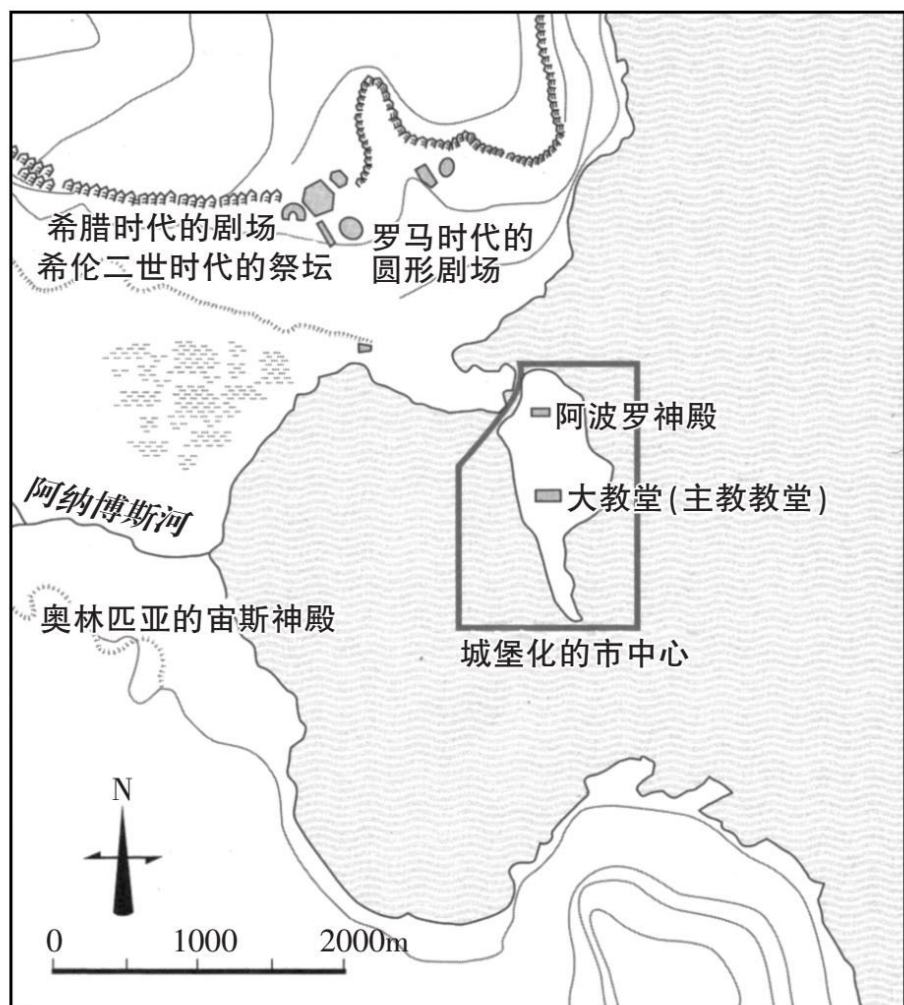 希腊时代的剧场
希伦二世时代的祭坛
罗马时代的
圆形剧场
阿波罗神殿
大教堂(主教教堂)
阿纳博斯河
奥林匹亚的宙斯神殿
城堡化的市中心
N
0 1000 2000m